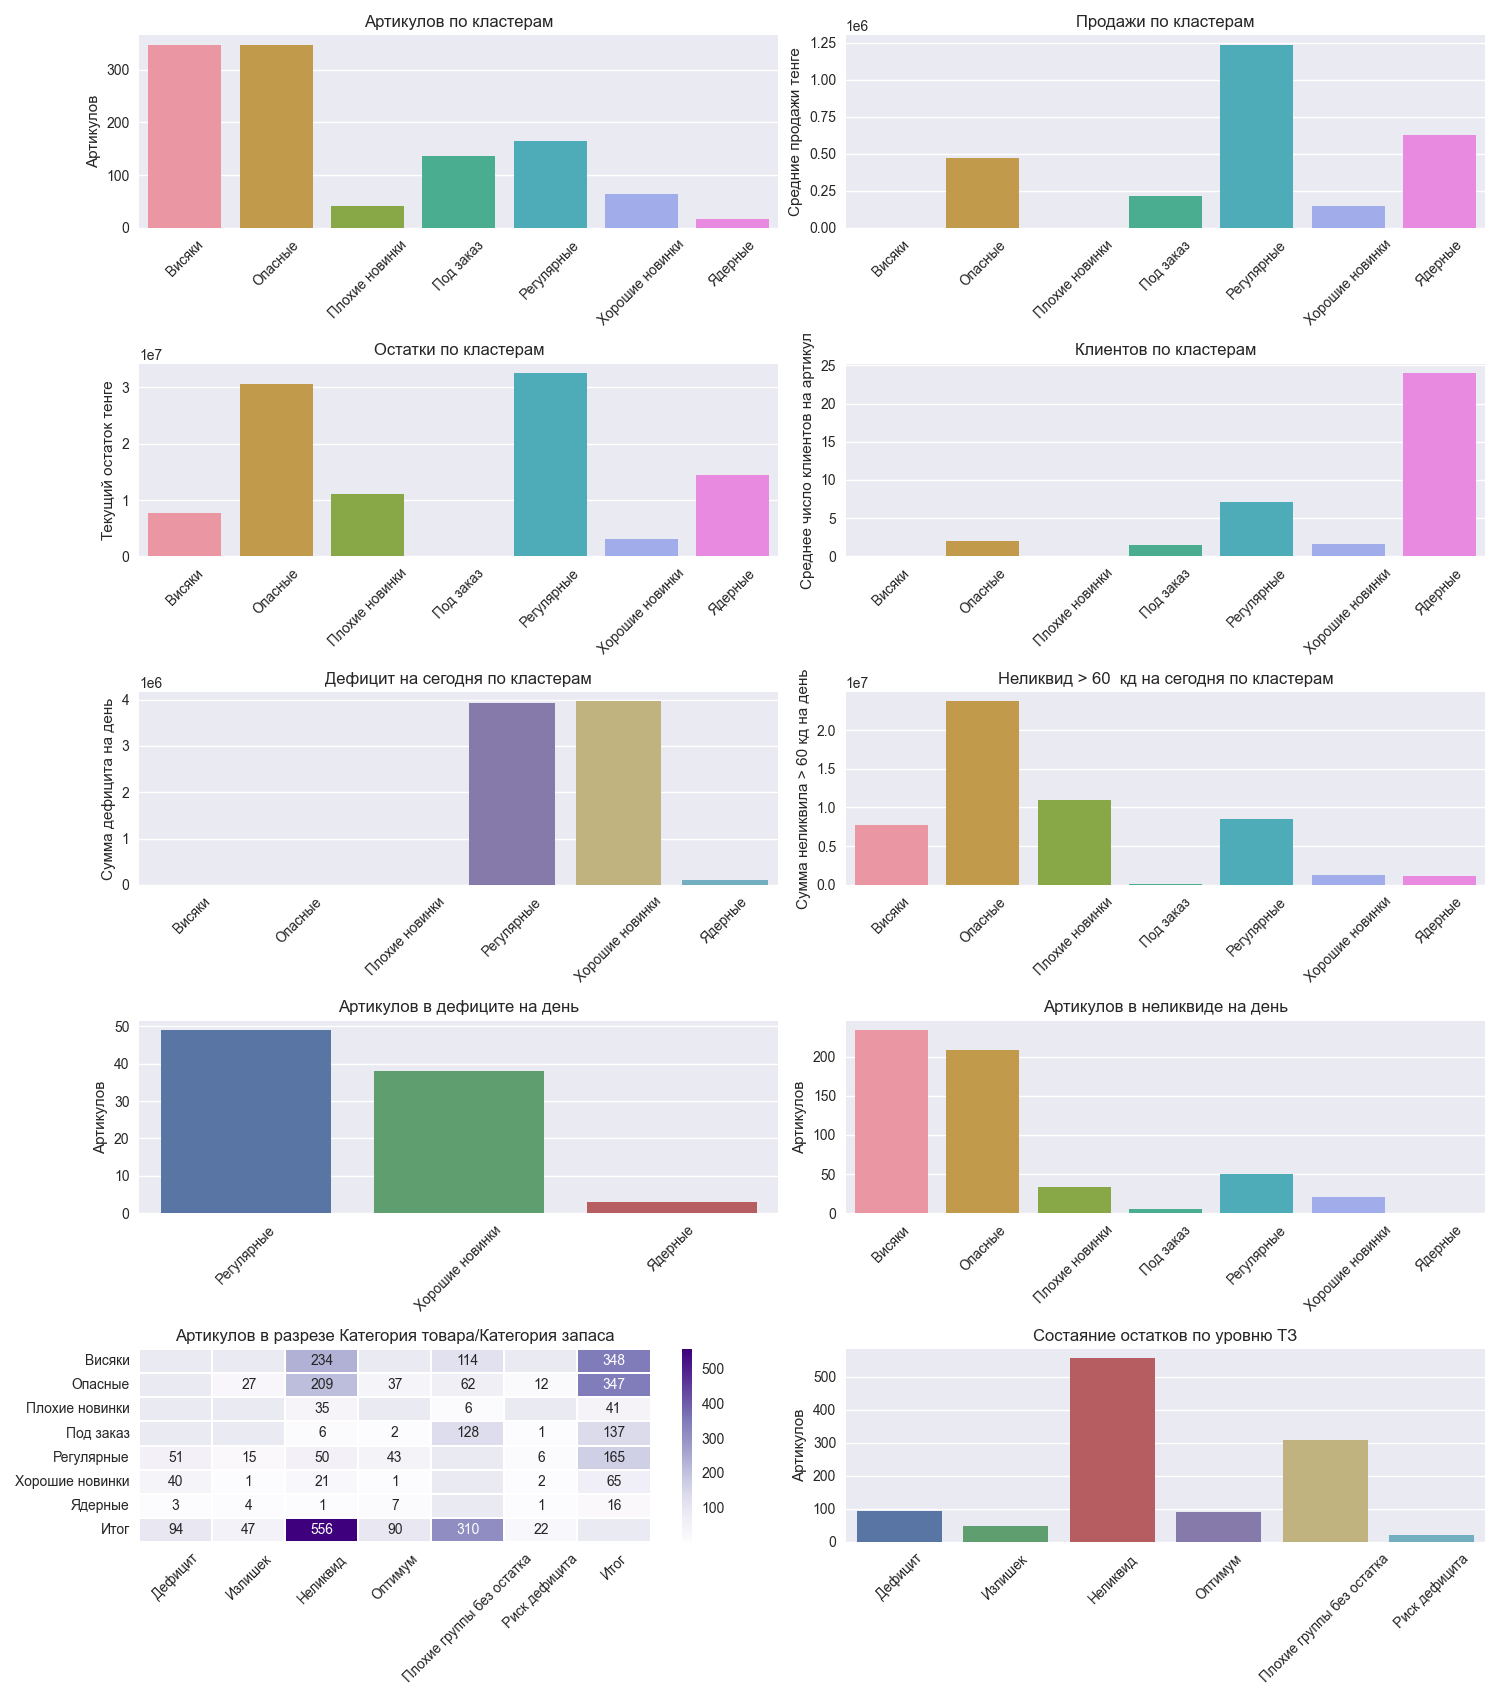 Артикулов по кластерам
Артикулов
300
200
100
0
Висяки
Опасные
Плохие новинки
Под заказ
Регулярные
Хорошие новинки
Ядерные
Продажи по кластерам
1e6
Средние продажи тенге
1.25
1.00
0.75
0.50
0.25
0.00
Висяки
Опасные
Плохие новинки
Под заказ
Регулярные
Хорошие новинки
Ядерные
Остатки по кластерам
1e7
Текущий остаток тенге
3
2
1
0
Висяки
Опасные
Плохие новинки
Под заказ
Регулярные
Хорошие новинки
Ядерные
Клиентов по кластерам
Среднее число клиентов на артикул
25
20
15
10
5
0
Висяки
Опасные
Плохие новинки
Под заказ
Регулярные
Хорошие новинки
Ядерные
Дефицит на сегодня по кластерам
1e6
Сумма дефицита на день
4
3
2
1
0
Висяки
Опасные
Плохие новинки
Регулярные
Хорошие новинки
Ядерные
Неликвид > 60 кд на сегодня по кластерам
1e7
Сумма неликвила > 60 кд на день
2.0
1.5
1.0
0.5
0.0
Висяки
Опасные
Плохие новинки
Под заказ
Регулярные
Хорошие новинки
Ядерные
Артикулов в дефиците на день
Артикулов
50
40
30
20
10
0
Регулярные
Хорошие новинки
Ядерные
Артикулов в неликвиде на день
Артикулов
200
150
100
50
0
Висяки
Опасные
Плохие новинки
Под заказ
Регулярные
Хорошие новинки
Ядерные
Артикулов в разрезе Категория товара/Категория запаса
Висяки 234 114 348
Опасные 27 209 37 62 12 347
Плохие новинки 35 6 41
Под заказ 6 2 128 1 137
Регулярные 51 15 50 43 6 165
Хорошие новинки 40 1 21 1 2 65
Ядерные 3 4 1 7 1 16
Итог 94 47 556 90 310 22
Дефицит
Излишек
Неликвид
Оптимум
Плохие группы без остатка
Риск дефицита
Итог
500
400
300
200
100
Состаяние остатков по уровню ТЗ
Артикулов
500
400
300
200
100
0
Дефицит
Излишек
Неликвид
Оптимум
Плохие группы без остатка
Риск дефицита